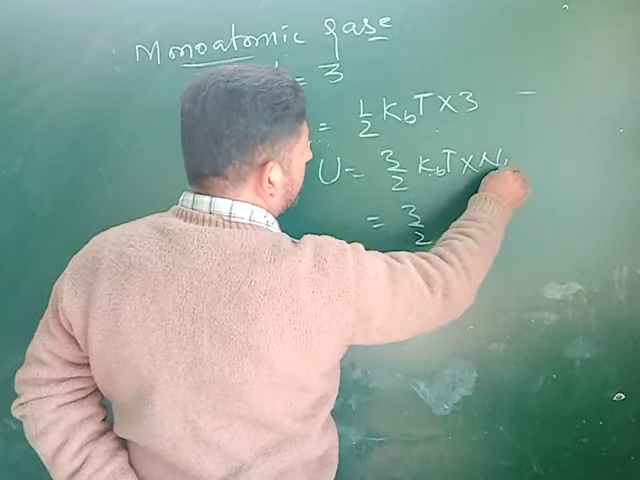 Monoatomic gase
= 3
= 1/2 KbT X 3 —
U = 3/2 KbT X N
= 3/2